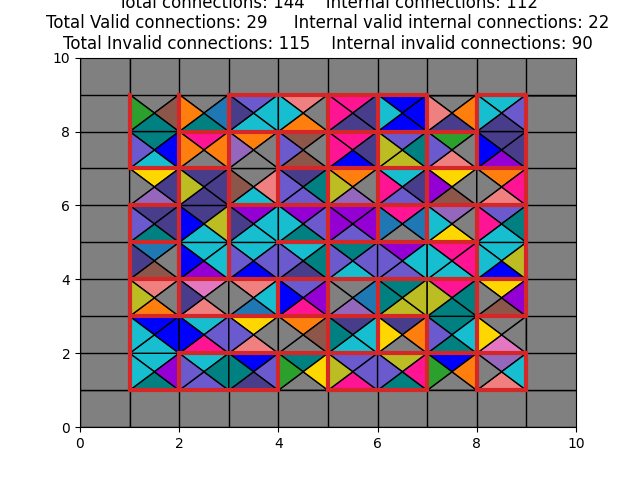 Total connections: 144    Internal connections: 112
Total Valid connections: 29     Internal valid internal connections: 22
Total Invalid connections: 115    Internal invalid connections: 90
10
8
6
4
2
0
0 2 4 6 8 10